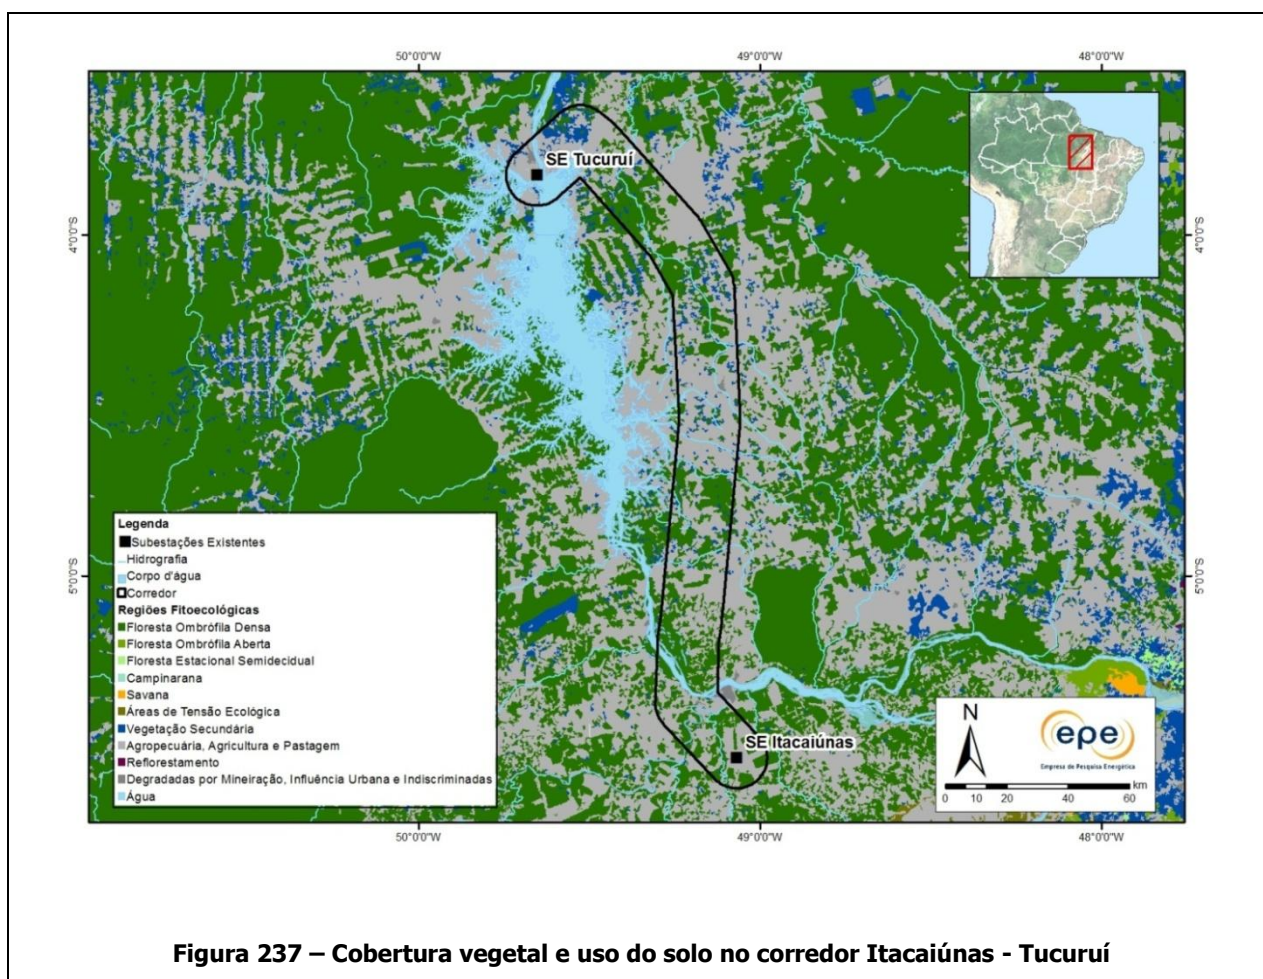 50°0'0"W
49°0'0"W
48°0'0"W
SE Tucuruí
4°0'0"S
4°0'0"S
Legenda
Subestações Existentes
Hidrografia
Corpo d'água
Corredor
Regiões Fitoecológicas
Floresta Ombrófila Densa
Floresta Ombrófila Aberta
Floresta Estacional Semidecidual
Campinarana
Savana
Áreas de Tensão Ecológica
Vegetação Secundária
Agropecuária, Agricultura e Pastagem
Reflorestamento
Degradadas por Mineiração, Influência Urbana e Indiscriminadas
Água
5°0'0"S
5°0'0"S
SE Itacaiúnas
N
epe
Empresa de Pesquisa Energética
km
0 10 20 40 60
50°0'0"W
49°0'0"W
48°0'0"W
Figura 237 – Cobertura vegetal e uso do solo no corredor Itacaiúnas - Tucuruí